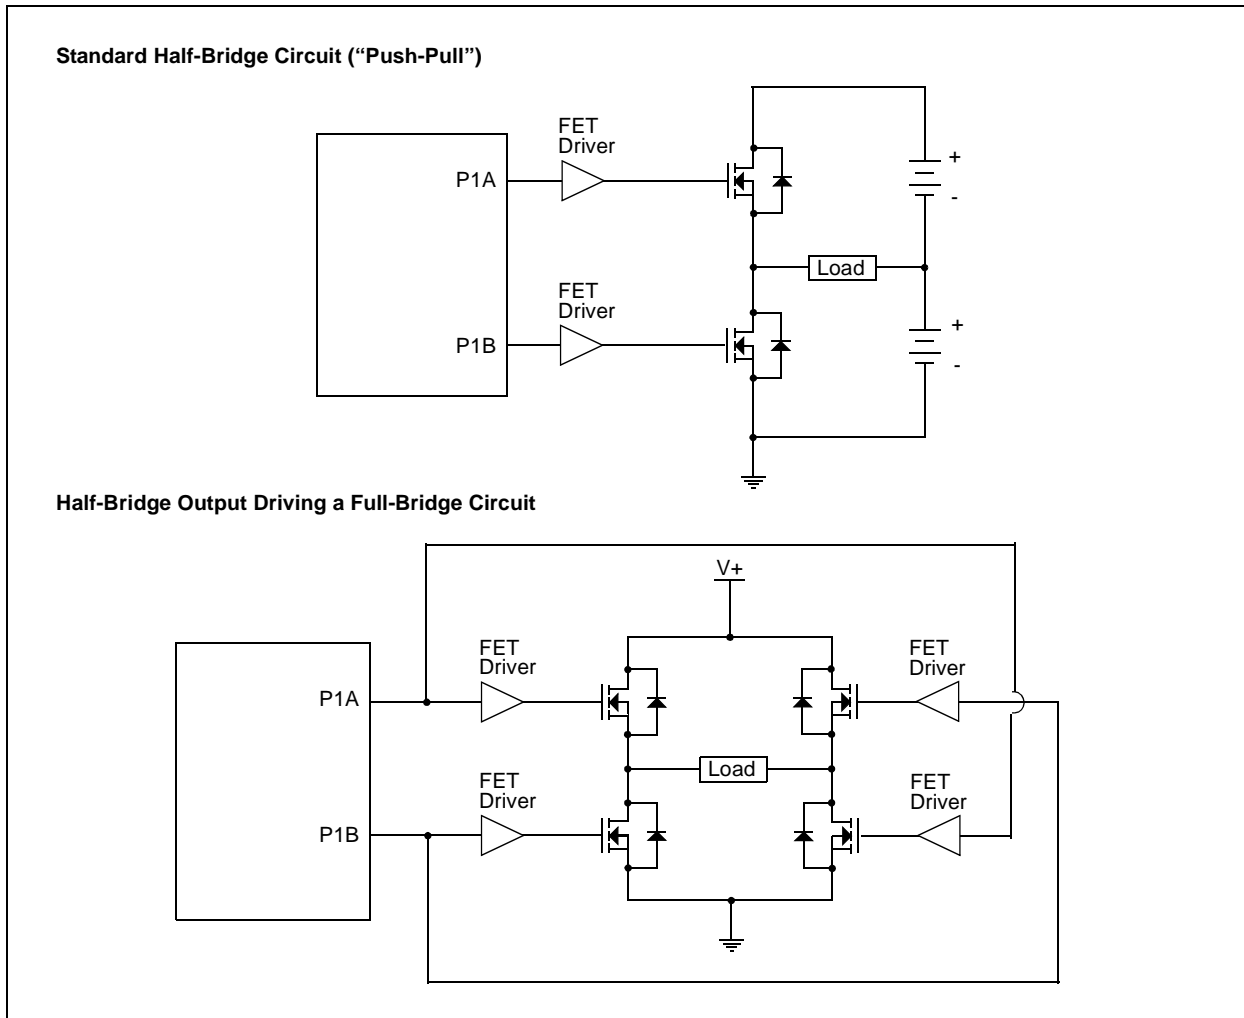 Standard Half-Bridge Circuit (“Push-Pull”)
FET
Driver
P1A
+
-
Load
FET
Driver
P1B
+
-
Half-Bridge Output Driving a Full-Bridge Circuit
V+
FET
Driver
FET
Driver
P1A
Load
FET
Driver
FET
Driver
P1B